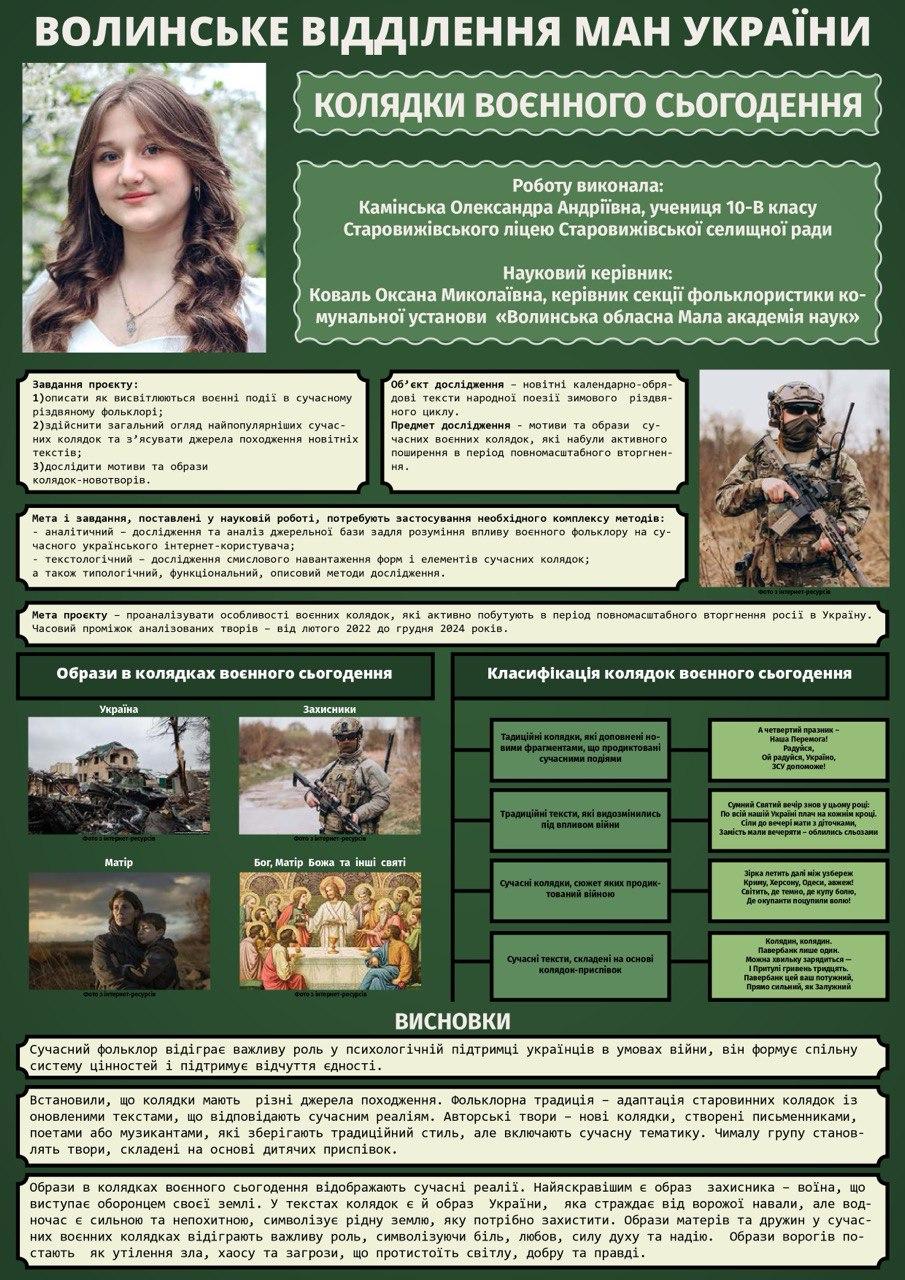 ВОЛИНСЬКЕ ВІДДІЛЕННЯ МАН УКРАЇНИ
КОЛЯДКИ ВОЄННОГО СЬОГОДЕННЯ
Роботу виконала:
Камінська Олександра Андріївна, учениця 10-В класу
Старовижівського ліцею Старовижівської селищної ради
Науковий керівник:
Коваль Оксана Миколаївна, керівник секції фольклористики ко-
мунальної установи «Волинська обласна Мала академія наук»
Завдання проєкту:
1)описати як висвітлюються воєнні події в сучасному
різдвяному фольклорі;
2)здійснити загальний огляд найпопулярніших сучас-
них колядок та з’ясувати джерела походження новітніх
текстів;
3)дослідити мотиви та образи
колядок-новотворів.
Об’єкт дослідження – новітні календарно-обря-
дові тексти народної поезії зимового різдвя-
ного циклу.
Предмет дослідження - мотиви та образи су-
часних воєнних колядок, які набули активного
поширення в період повномасштабного вторгнен-
ня.
Фото з інтернет-ресурсів
Мета і завдання, поставлені у науковій роботі, потребують застосування необхідного комплексу методів:
- аналітичний – дослідження та аналіз джерельної бази задля розуміння впливу воєнного фольклору на су-
часного українського інтернет-користувача;
- текстологічний – дослідження смислового навантаження форм і елементів сучасних колядок;
а також типологічний, функціональний, описовий методи дослідження.
Мета проєкту – проаналізувати особливості воєнних колядок, які активно побутують в період повномасштабного вторгнення росії в Україну.
Часовий проміжок аналізованих творів – від лютого 2022 до грудня 2024 років.
Образи в колядках воєнного сьогодення
Україна
Захисники
Фото з інтернет-ресурсів
Фото з інтернет-ресурсів
Матір
Бог, Матір Божа та інші святі
Фото з інтернет-ресурсів
Фото з інтернет-ресурсів
Класифікація колядок воєнного сьогодення
Тадиційні колядки, які доповнені но-
вими фрагментами, що продиктовані
сучасними подіями
А четвертий празник –
Наша Перемога!
Радуйся,
Ой радуйся, Україно,
ЗСУ допоможе!
Традиційні тексти, які видозмінились
під впливом війни
Сумний Святий вечір знов у цьому році:
По всій нашій Україні плач на кожнім кроці.
Сіли до вечері мати з діточками,
Замість мали вечеряти – облились сльозами
Сучасні колядки, сюжет яких продик-
тований війною
Зірка летить далі між узбереж
Криму, Херсону, Одеси, авжеж!
Світить, де темно, де купу болю,
Де окупанти поцупили волю!
Сучасні тексти, складені на основі
колядок-приспівок
Колядин, колядин.
Павербанк лише один.
Можна хвильку зарядиться —
І Притулі гривень тридцять.
Павербанк цей ваш потужний,
Прямо сильний, як Залужний
ВИСНОВКИ
Сучасний фольклор відіграє важливу роль у психологічній підтримці українців в умовах війни, він формує спільну
систему цінностей і підтримує відчуття єдності.
Встановили, що колядки мають різні джерела походження. Фольклорна традиція – адаптація старовинних колядок із
оновленими текстами, що відповідають сучасним реаліям. Авторські твори – нові колядки, створені письменниками,
поетами або музикантами, які зберігають традиційний стиль, але включають сучасну тематику. Чималу групу станов-
лять твори, складені на основі дитячих приспівок.
Образи в колядках воєнного сьогодення відображають сучасні реалії. Найяскравішим є образ захисника – воїна, що
виступає оборонцем своєї землі. У текстах колядок є й образ України, яка страждає від ворожої навали, але вод-
ночас є сильною та непохитною, символізує рідну землю, яку потрібно захистити. Образи матерів та дружин у сучас-
них воєнних колядках відіграють важливу роль, символізуючи біль, любов, силу духу та надію. Образи ворогів по-
стають як утілення зла, хаосу та загрози, що протистоїть світлу, добру та правді.